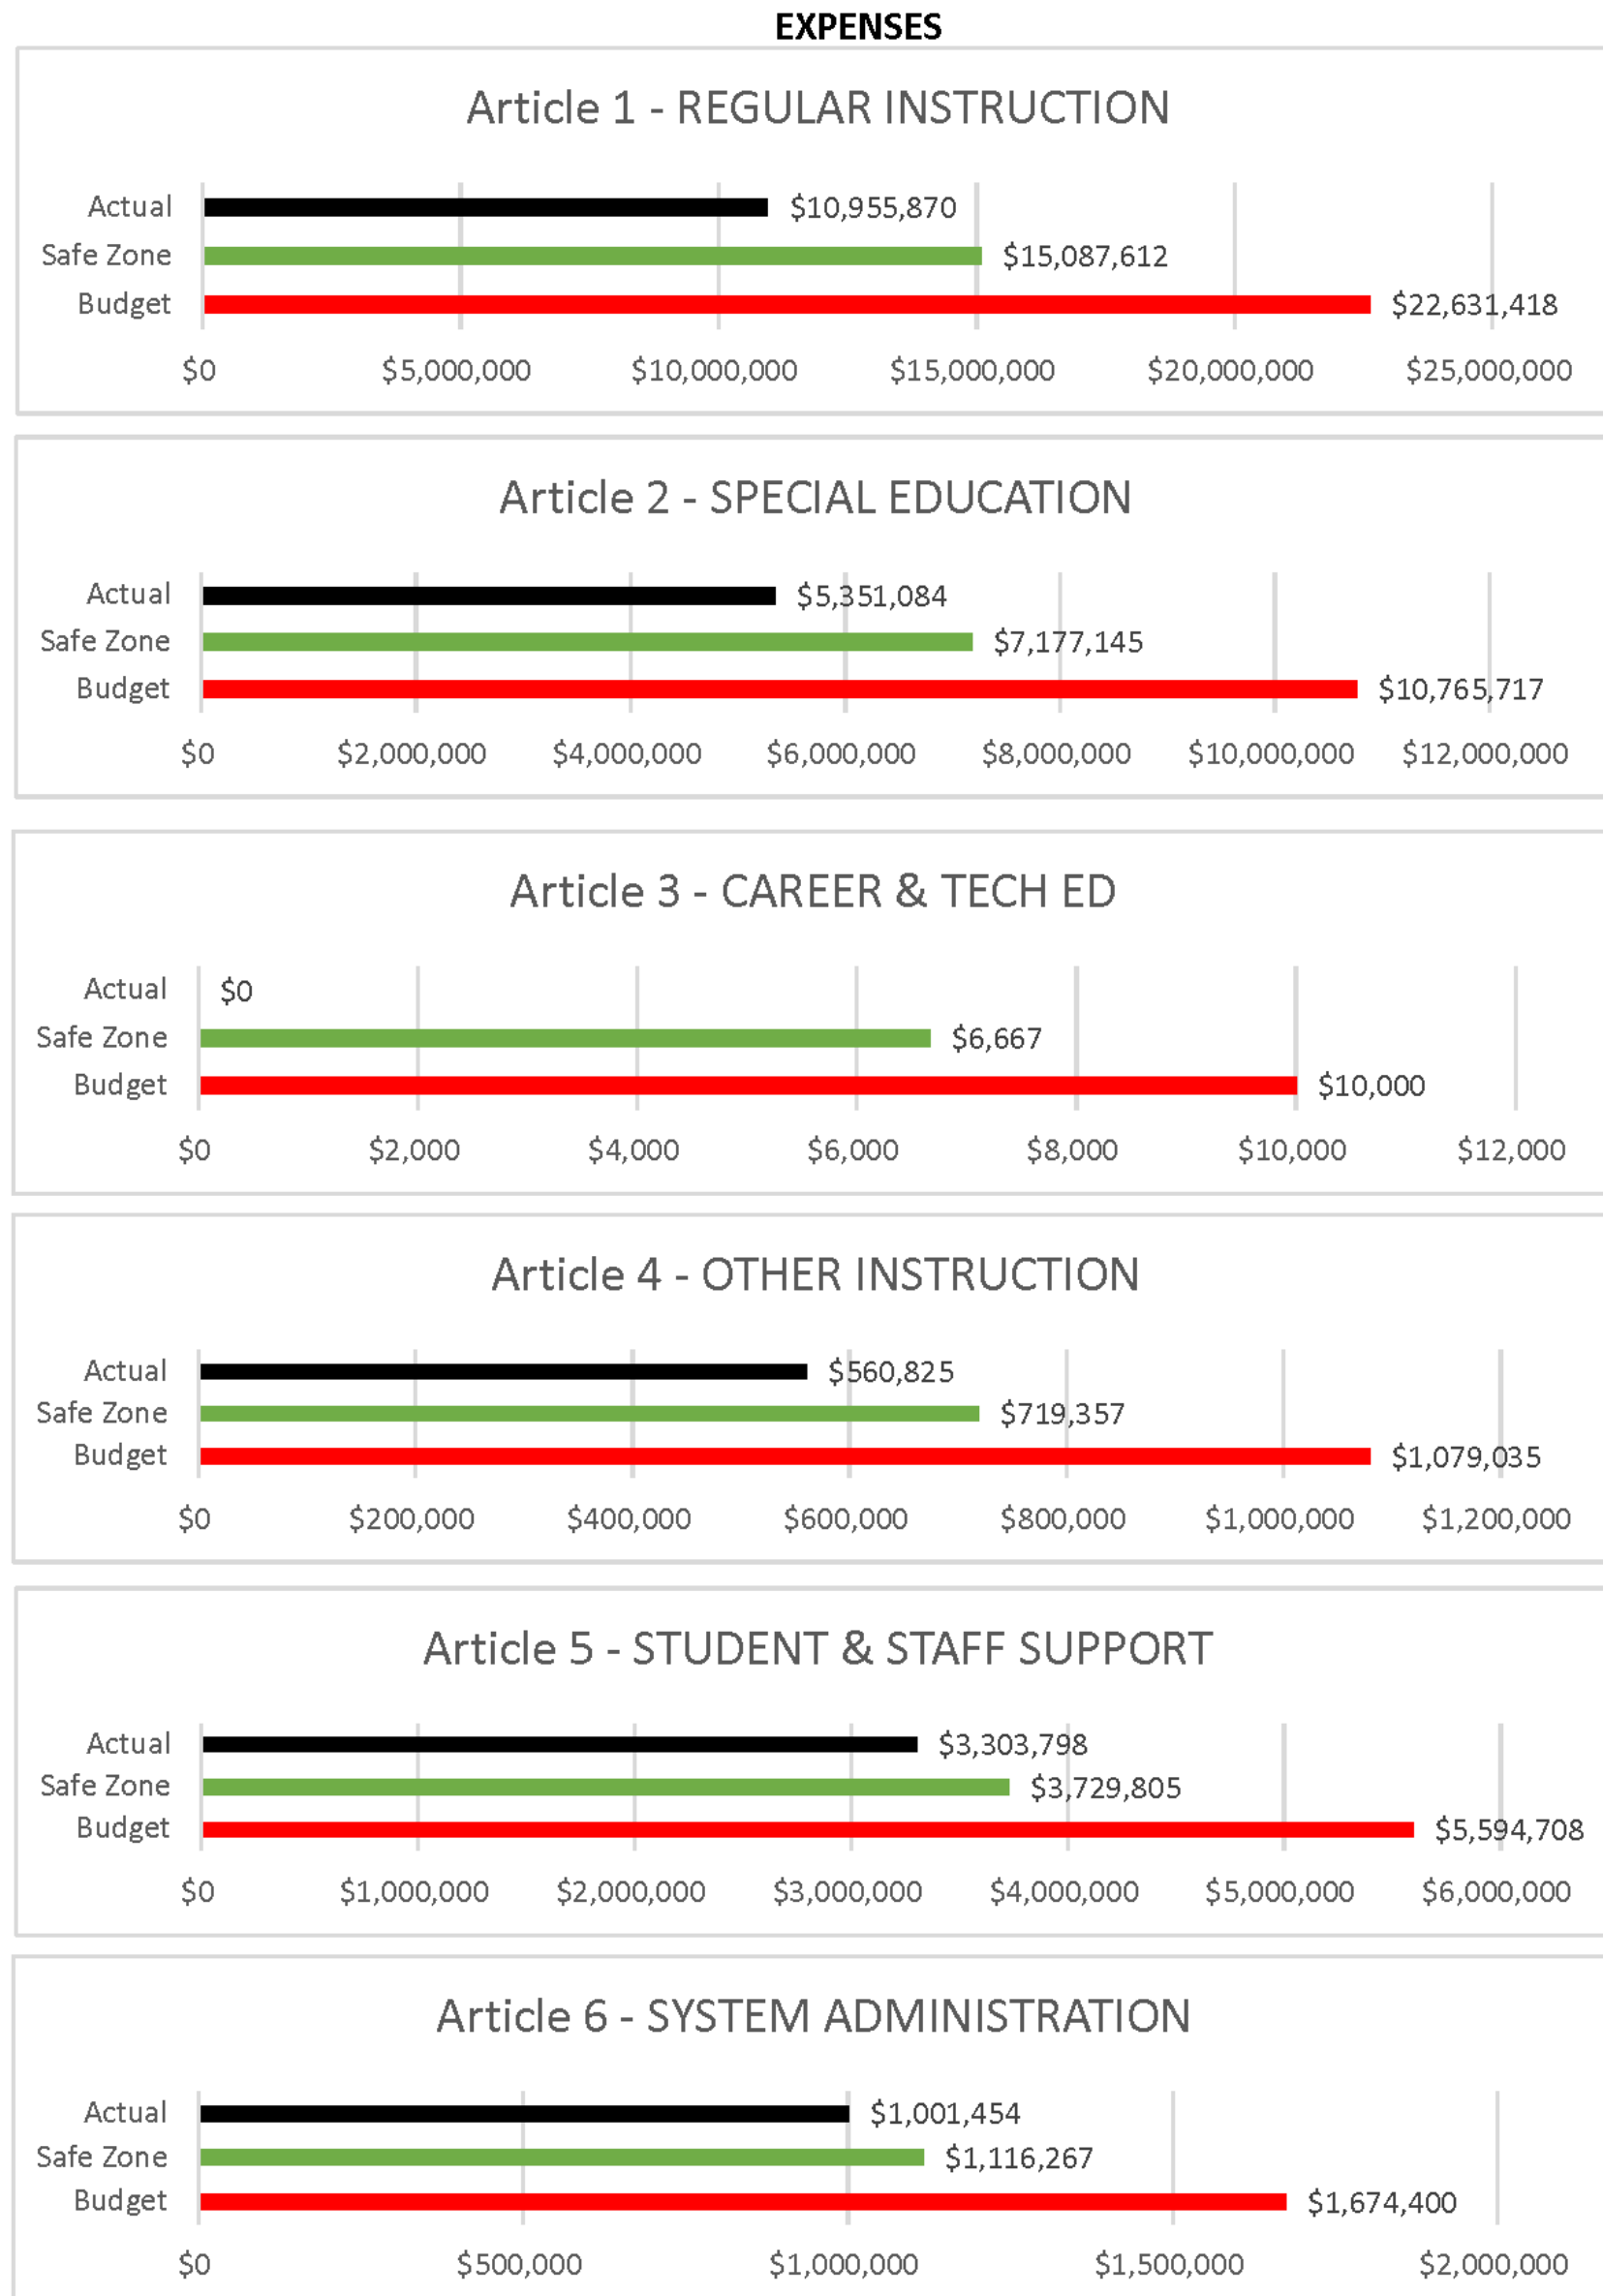 EXPENSES
Article 1 - REGULAR INSTRUCTION
Actual $10,955,870
Safe Zone $15,087,612
Budget $22,631,418
$0 $5,000,000 $10,000,000 $15,000,000 $20,000,000 $25,000,000
Article 2 - SPECIAL EDUCATION
Actual $5,351,084
Safe Zone $7,177,145
Budget $10,765,717
$0 $2,000,000 $4,000,000 $6,000,000 $8,000,000 $10,000,000 $12,000,000
Article 3 - CAREER & TECH ED
Actual $0
Safe Zone $6,667
Budget $10,000
$0 $2,000 $4,000 $6,000 $8,000 $10,000 $12,000
Article 4 - OTHER INSTRUCTION
Actual $560,825
Safe Zone $719,357
Budget $1,079,035
$0 $200,000 $400,000 $600,000 $800,000 $1,000,000 $1,200,000
Article 5 - STUDENT & STAFF SUPPORT
Actual $3,303,798
Safe Zone $3,729,805
Budget $5,594,708
$0 $1,000,000 $2,000,000 $3,000,000 $4,000,000 $5,000,000 $6,000,000
Article 6 - SYSTEM ADMINISTRATION
Actual $1,001,454
Safe Zone $1,116,267
Budget $1,674,400
$0 $500,000 $1,000,000 $1,500,000 $2,000,000